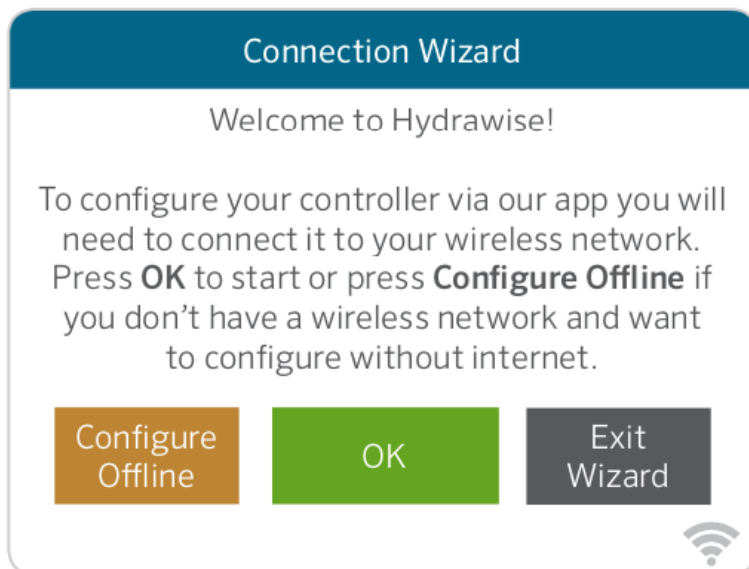 Connection Wizard
Welcome to Hydrawise!
To configure your controller via our app you will
need to connect it to your wireless network.
Press OK to start or press Configure Offline if
you don’t have a wireless network and want
to configure without internet.
Configure
Offline
OK
Exit
Wizard